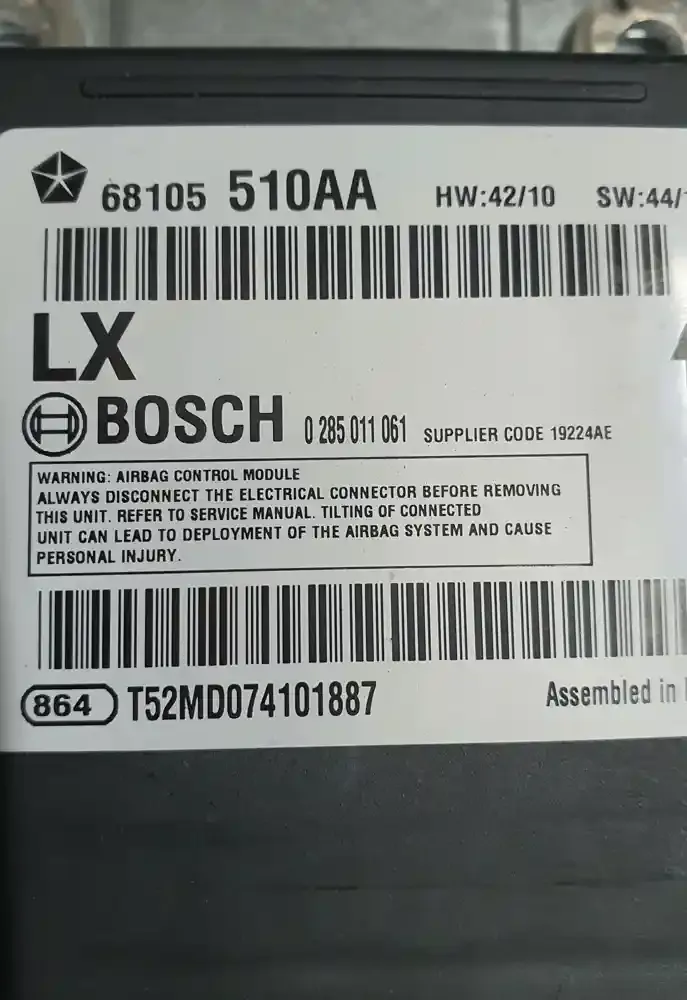 68105 510AA HW:42/10 SW:44/
LX
BOSCH 0 285 011 061 SUPPLIER CODE 19224AE
WARNING: AIRBAG CONTROL MODULE
ALWAYS DISCONNECT THE ELECTRICAL CONNECTOR BEFORE REMOVING
THIS UNIT. REFER TO SERVICE MANUAL. TILTING OF CONNECTED
UNIT CAN LEAD TO DEPLOYMENT OF THE AIRBAG SYSTEM AND CAUSE
PERSONAL INJURY.
864 T52MD074101887
Assembled in